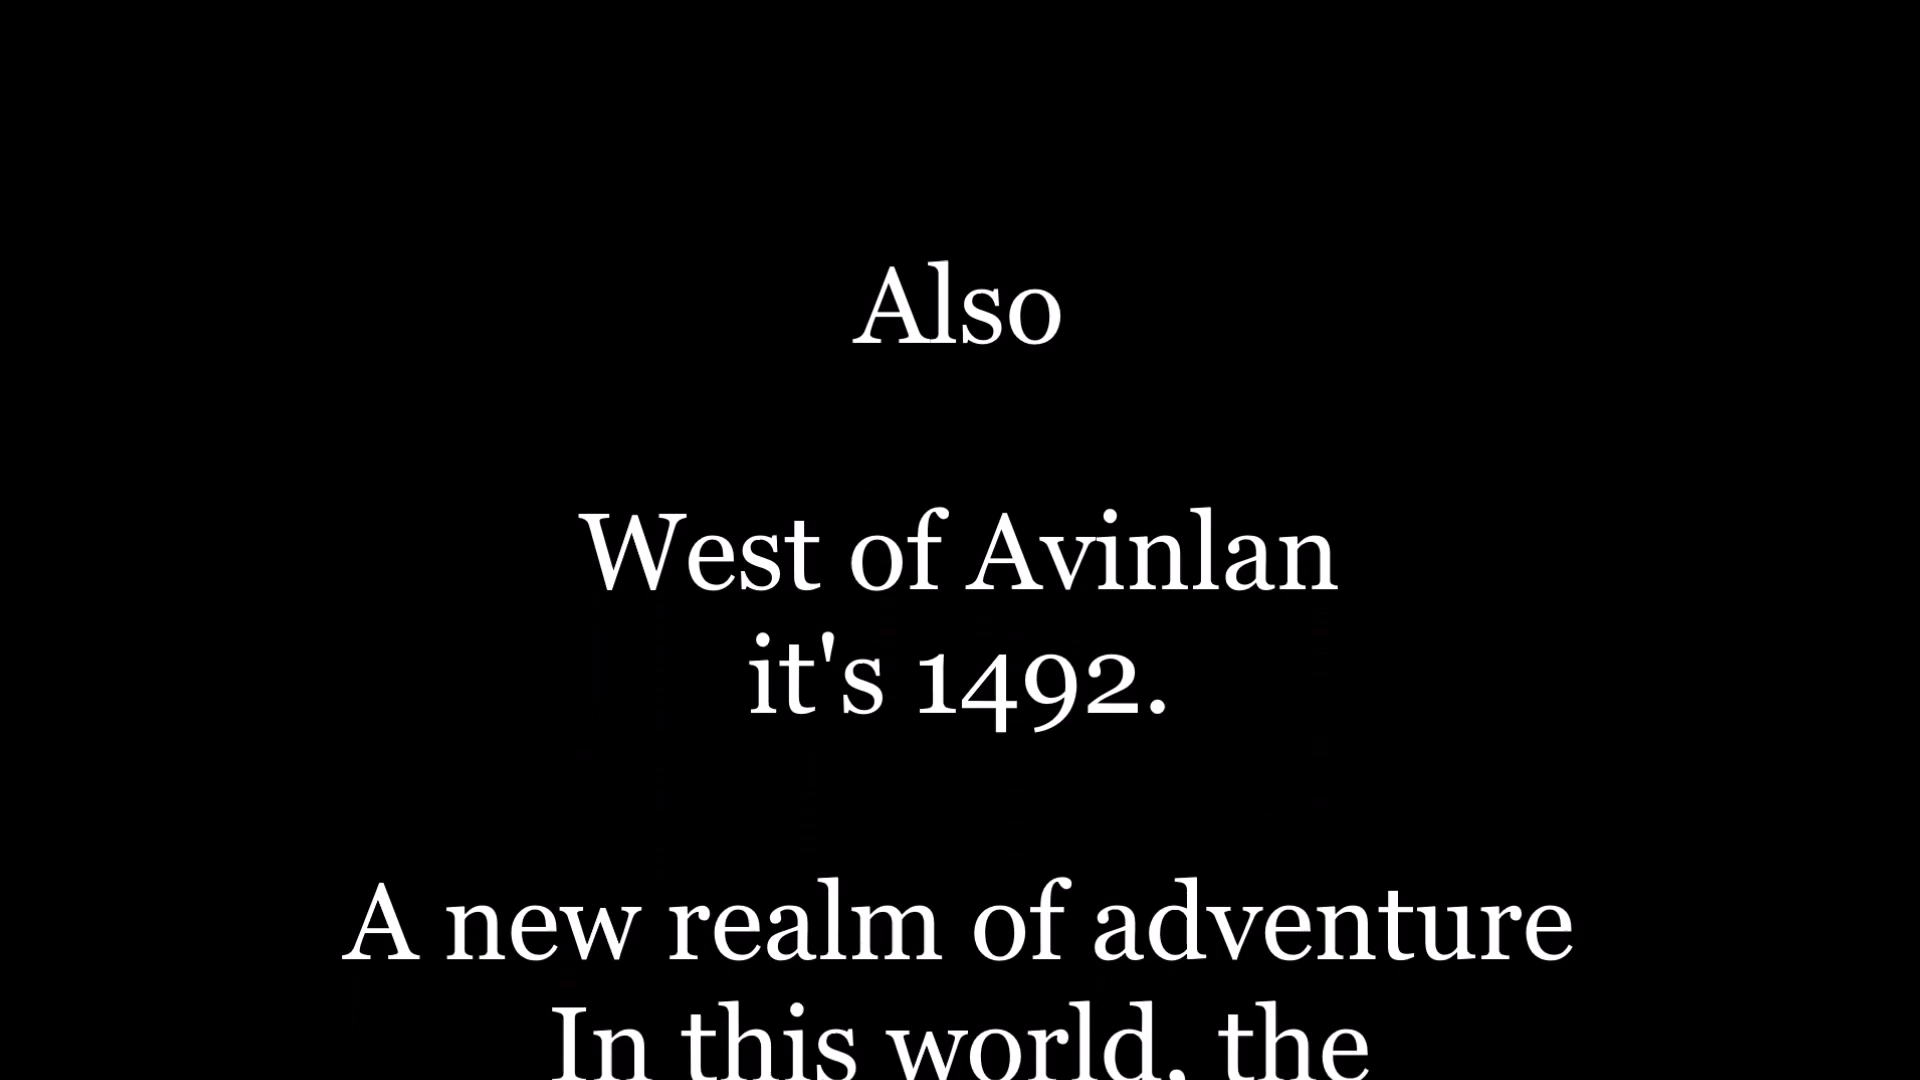 Also
West of Avinlan
it's 1492.
A new realm of adventure
In this world, the